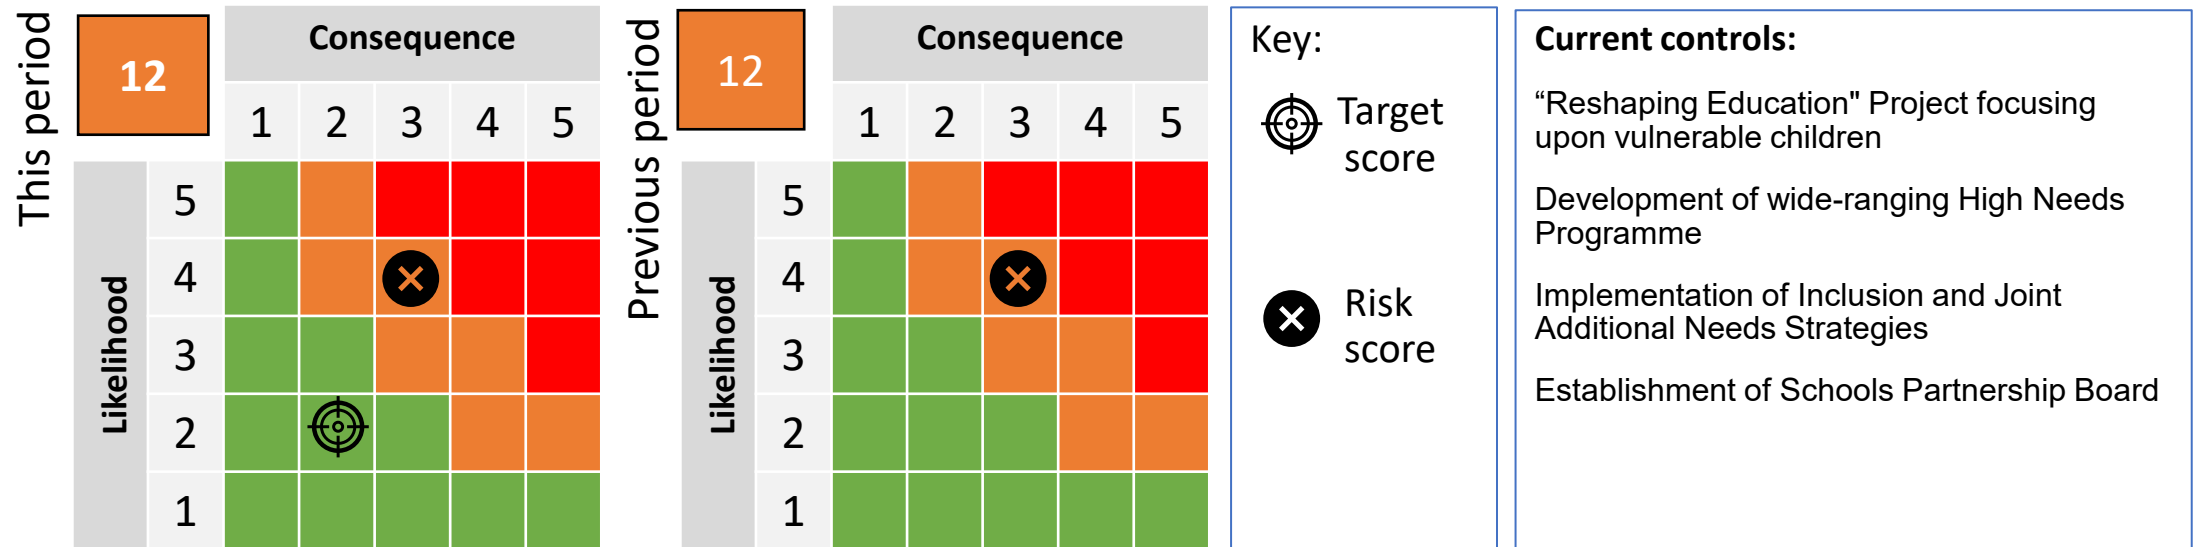 This period
12
Consequence
1 2 3 4 5
Likelihood
5
4
3
2
1
Previous period
12
Consequence
1 2 3 4 5
Likelihood
5
4
3
2
1
Key:
Target
score
Risk
score
Current controls:
“Reshaping Education" Project focusing
upon vulnerable children
Development of wide-ranging High Needs
Programme
Implementation of Inclusion and Joint
Additional Needs Strategies
Establishment of Schools Partnership Board